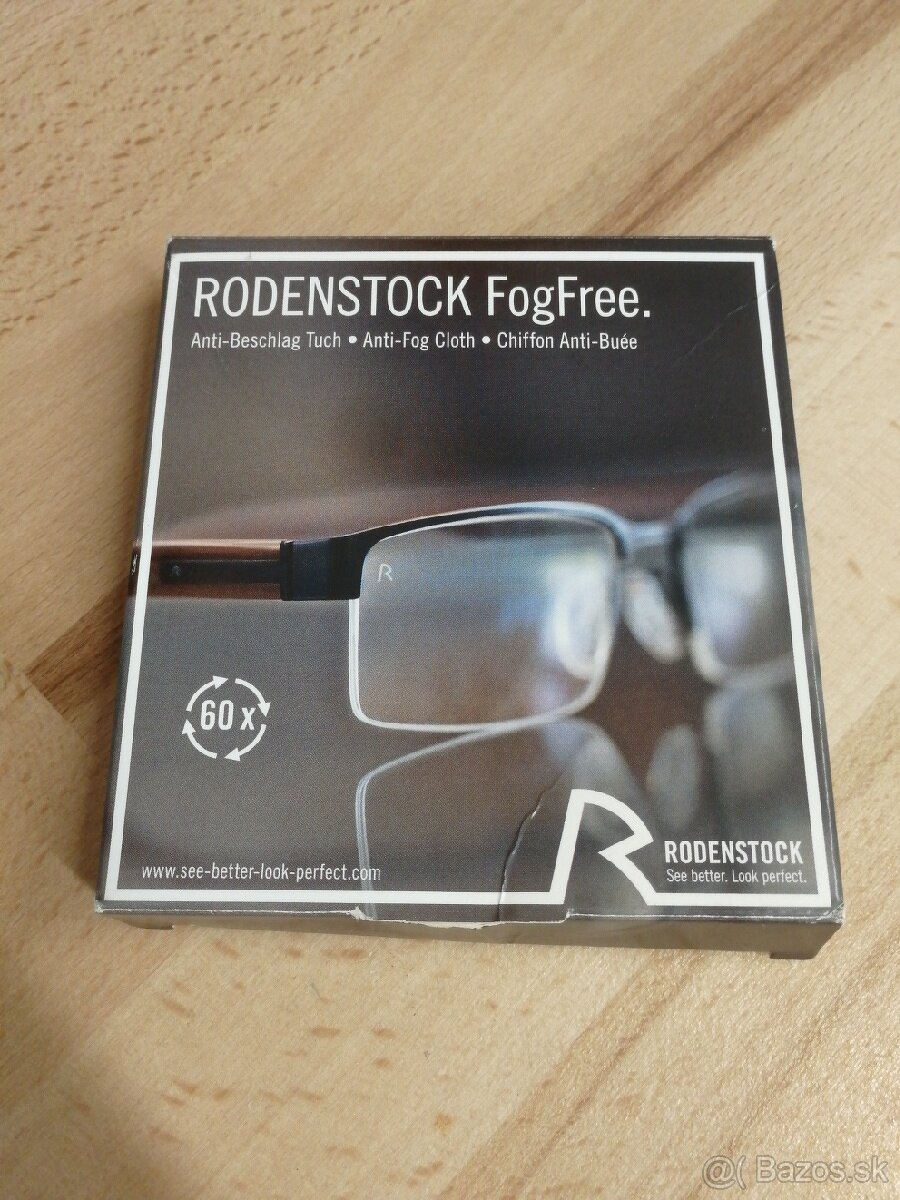 RODENSTOCK FogFree.
Anti-Beschlag Tuch • Anti-Fog Cloth • Chiffon Anti-Buée
R
60 x
R
RODENSTOCK
See better. Look perfect.
www.see-better-look-perfect.com
@( Bazos.sk